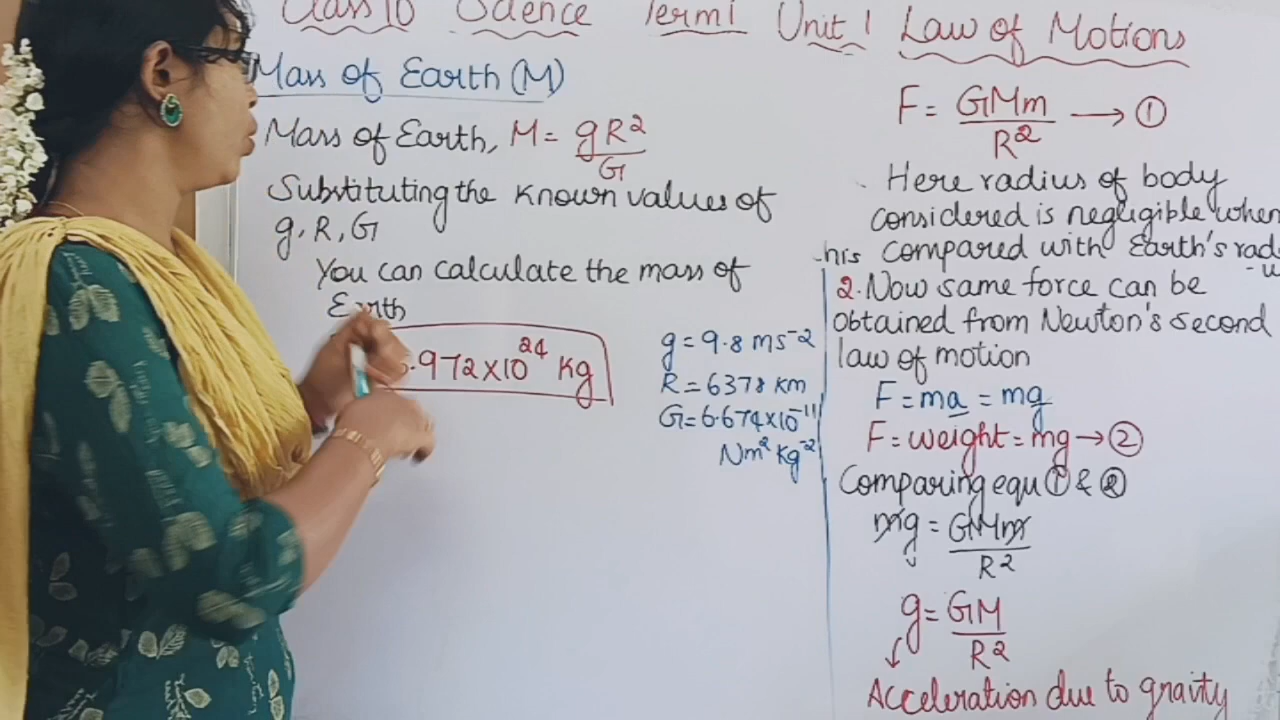 Class 10 Science Term 1 Unit 1 Law of Motions
Mass of Earth (M)
Mass of Earth, M = gR²/G
Substituting the known values of
g, R, G
You can calculate the mass of
Earth
.972 x 10²⁴ Kg
g = 9.8 ms⁻²
R = 6378 km
G = 6.674x10⁻¹¹
Nm² Kg⁻²
F = GMm/R² → ①
Here radius of body
considered is negligible when
compared with Earth's
2. Now same force can be
obtained from Newton's second
law of motion
F = ma = mg
F = weight = mg → ②
Comparing equ ① & ②
mg = GMm/R²
g = GM/R²
Acceleration due to gravity